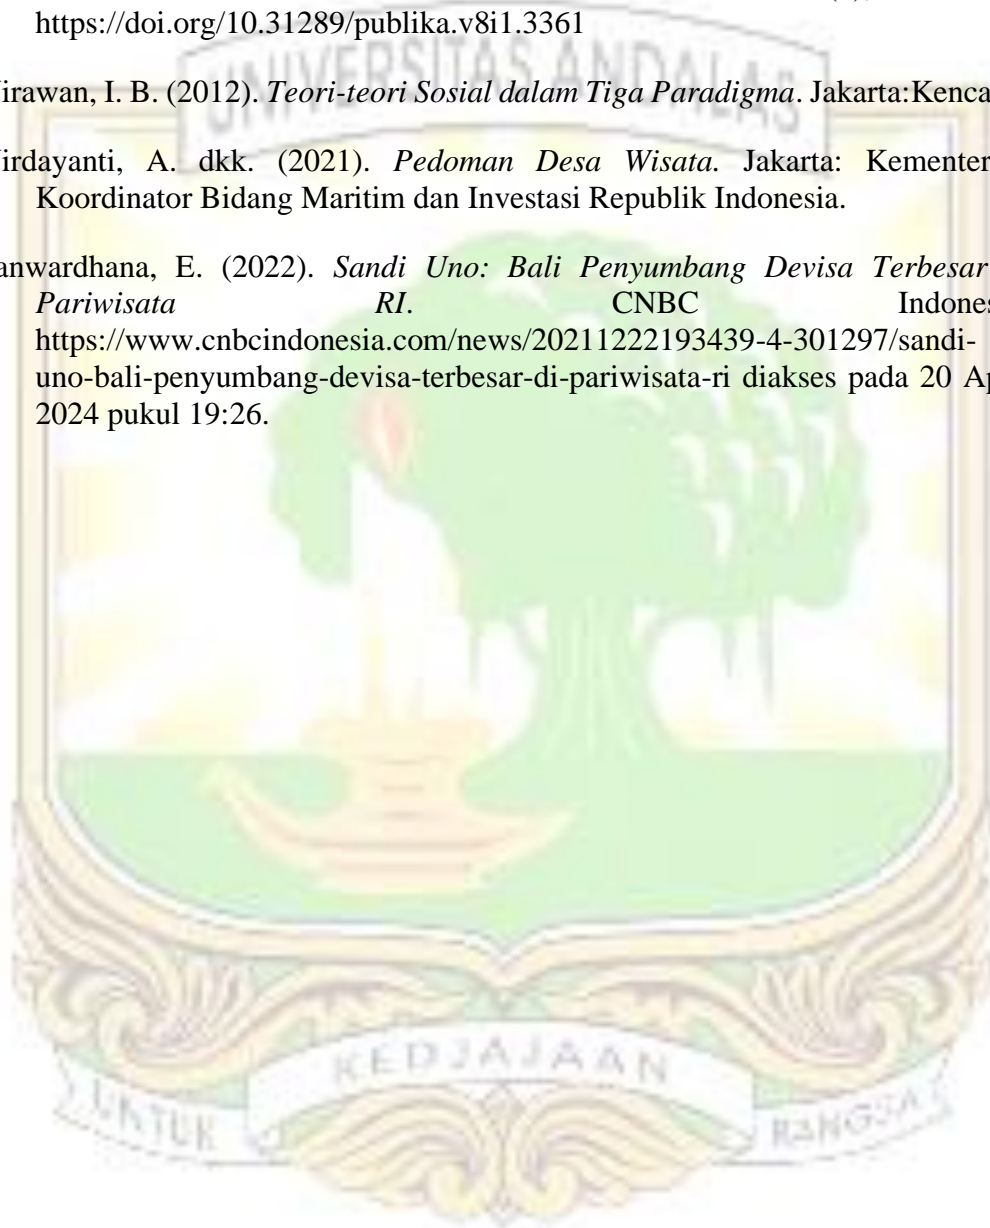 https://doi.org/10.31289/publika.v8i1.3361
UNIVERSITAS ANDALAS
irawan, I. B. (2012). Teori-teori Sosial dalam Tiga Paradigma. Jakarta:Kenca
irdayanti, A. dkk. (2021). Pedoman Desa Wisata. Jakarta: Kementer
Koordinator Bidang Maritim dan Investasi Republik Indonesia.
anwardhana, E. (2022). Sandi Uno: Bali Penyumbang Devisa Terbesar
Pariwisata RI. CNBC Indones
https://www.cnbcindonesia.com/news/20211222193439-4-301297/sandi-
uno-bali-penyumbang-devisa-terbesar-di-pariwisata-ri diakses pada 20 Ap
2024 pukul 19:26.
KEDJAJAAN
UNTUK BANGSA